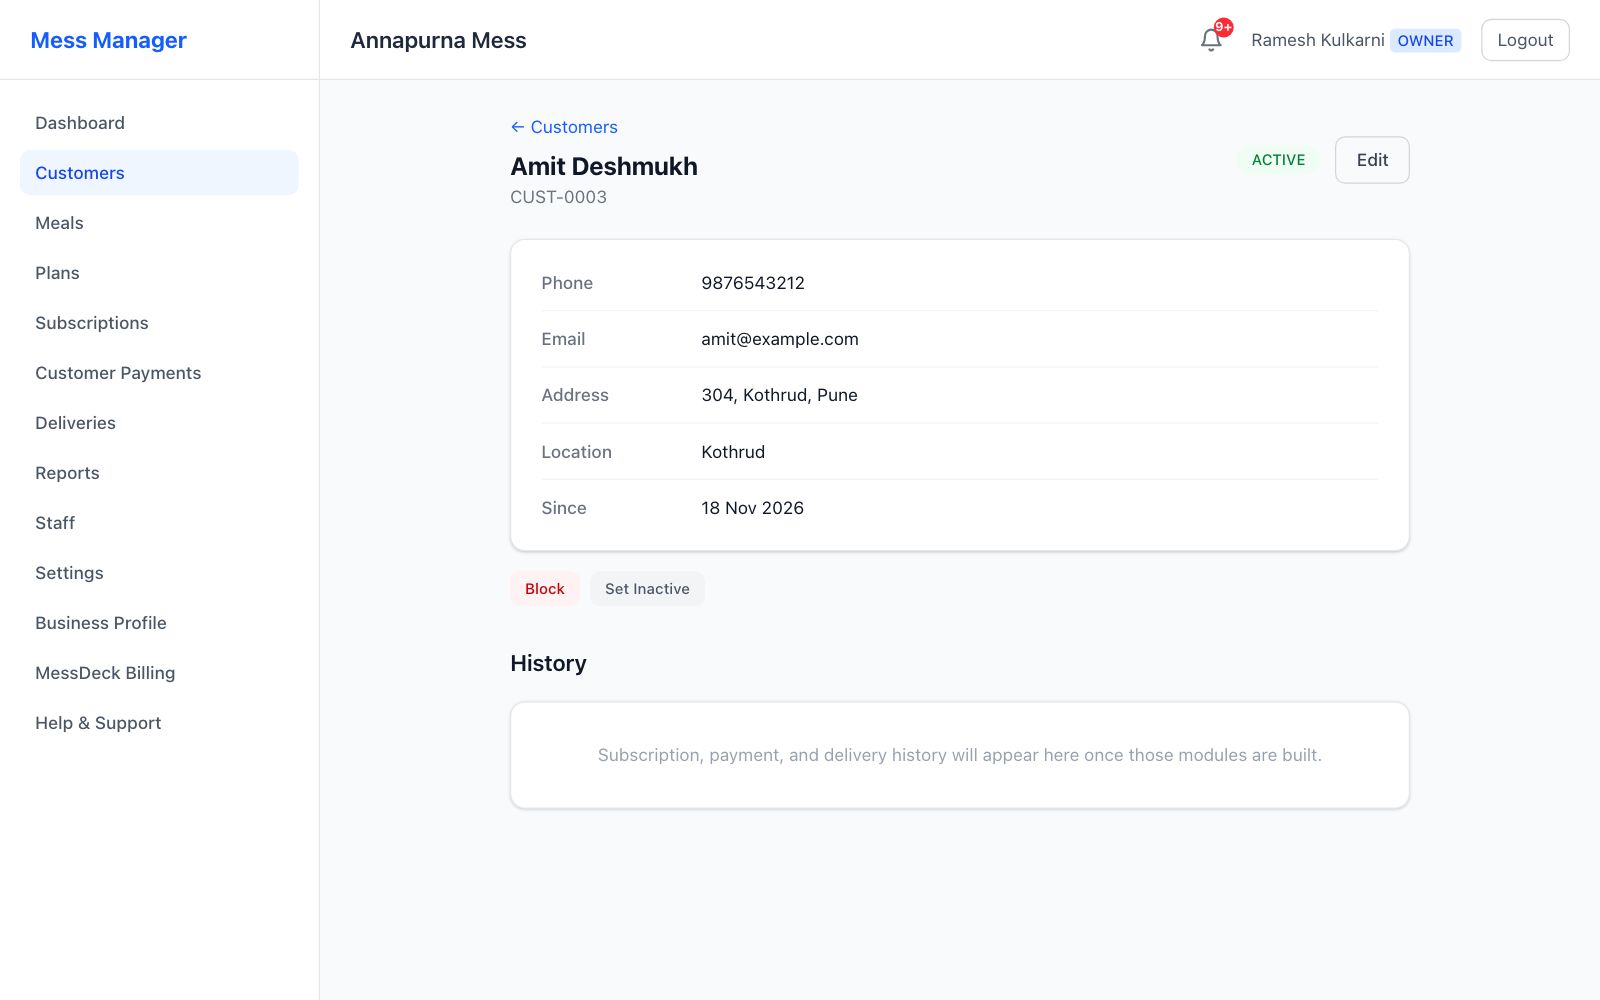 Mess Manager
Annapurna Mess
9+
Ramesh Kulkarni OWNER
Logout
Dashboard
Customers
Meals
Plans
Subscriptions
Customer Payments
Deliveries
Reports
Staff
Settings
Business Profile
MessDeck Billing
Help & Support
← Customers
Amit Deshmukh
CUST-0003
ACTIVE
Edit
Phone 9876543212
Email amit@example.com
Address 304, Kothrud, Pune
Location Kothrud
Since 18 Nov 2026
Block
Set Inactive
History
Subscription, payment, and delivery history will appear here once those modules are built.